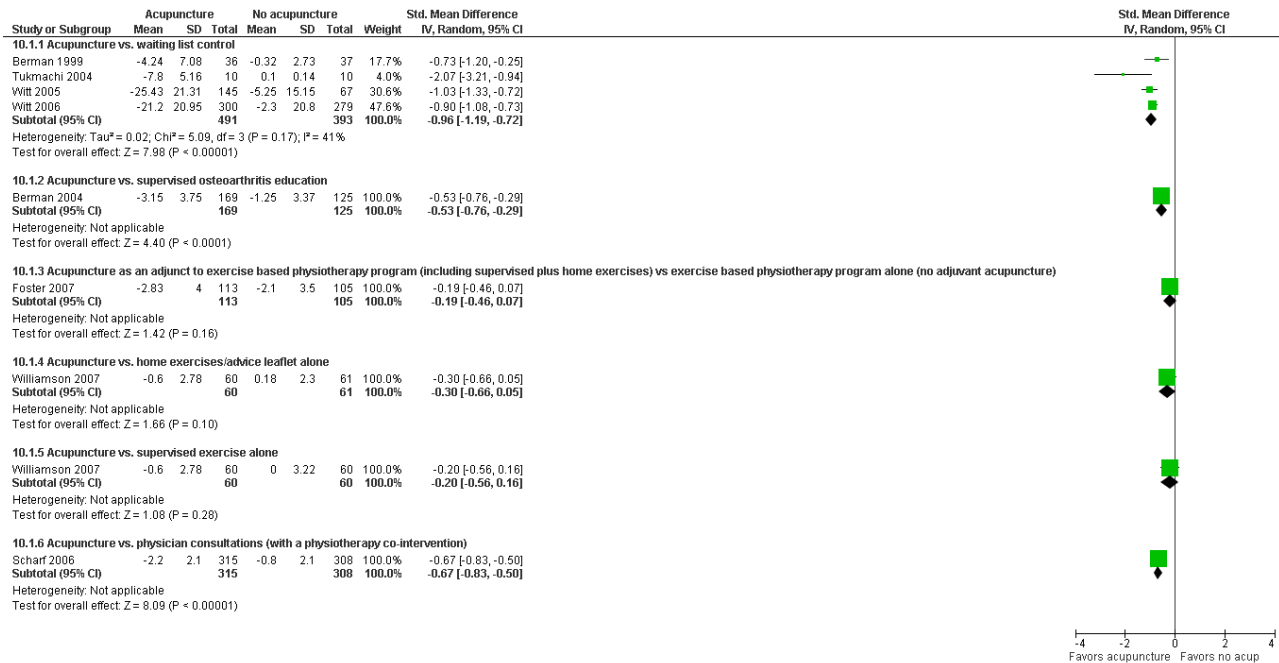 Acupuncture No acupuncture Std. Mean Difference Std. Mean Difference
Study or Subgroup Mean SD Total Mean SD Total Weight IV, Random, 95% CI IV, Random, 95% CI
10.1.1 Acupuncture vs. waiting list control
Berman 1999 -4.24 7.08 36 -0.32 2.73 37 17.7% -0.73 [-1.20, -0.25]
Tukmachi 2004 -7.8 5.16 10 0.1 0.14 10 4.0% -2.07 [-3.21, -0.94]
Witt 2005 -25.43 21.31 145 -5.25 15.15 67 30.6% -1.03 [-1.33, -0.72]
Witt 2006 -21.2 20.95 300 -2.3 20.8 279 47.6% -0.90 [-1.08, -0.73]
Subtotal (95% CI) 491 393 100.0% -0.96 [-1.19, -0.72]
Heterogeneity: Tau² = 0.02; Chi² = 5.09, df = 3 (P = 0.17); I² = 41%
Test for overall effect: Z = 7.98 (P < 0.00001)
10.1.2 Acupuncture vs. supervised osteoarthritis education
Berman 2004 -3.15 3.75 169 -1.25 3.37 125 100.0% -0.53 [-0.76, -0.29]
Subtotal (95% CI) 169 125 100.0% -0.53 [-0.76, -0.29]
Heterogeneity: Not applicable
Test for overall effect: Z = 4.40 (P < 0.0001)
10.1.3 Acupuncture as an adjunct to exercise based physiotherapy program (including supervised plus home exercises) vs exercise based physiotherapy program alone (no adjuvant acupuncture)
Foster 2007 -2.83 4 113 -2.1 3.5 105 100.0% -0.19 [-0.46, 0.07]
Subtotal (95% CI) 113 105 100.0% -0.19 [-0.46, 0.07]
Heterogeneity: Not applicable
Test for overall effect: Z = 1.42 (P = 0.16)
10.1.4 Acupuncture vs. home exercises/advice leaflet alone
Williamson 2007 -0.6 2.78 60 0.18 2.3 61 100.0% -0.30 [-0.66, 0.05]
Subtotal (95% CI) 60 61 100.0% -0.30 [-0.66, 0.05]
Heterogeneity: Not applicable
Test for overall effect: Z = 1.66 (P = 0.10)
10.1.5 Acupuncture vs. supervised exercise alone
Williamson 2007 -0.6 2.78 60 0 3.22 60 100.0% -0.20 [-0.56, 0.16]
Subtotal (95% CI) 60 60 100.0% -0.20 [-0.56, 0.16]
Heterogeneity: Not applicable
Test for overall effect: Z = 1.08 (P = 0.28)
10.1.6 Acupuncture vs. physician consultations (with a physiotherapy co-intervention)
Scharf 2006 -2.2 2.1 315 -0.8 2.1 308 100.0% -0.67 [-0.83, -0.50]
Subtotal (95% CI) 315 308 100.0% -0.67 [-0.83, -0.50]
Heterogeneity: Not applicable
Test for overall effect: Z = 8.09 (P < 0.00001)
-4 -2 0 2 4
Favors acupuncture Favors no acup